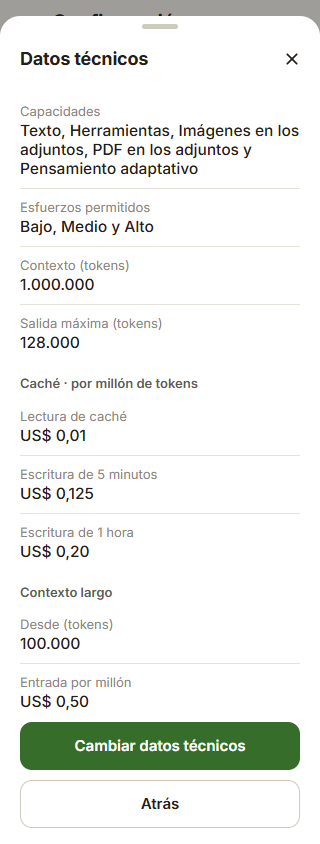 Datos técnicos
Capacidades
Texto, Herramientas, Imágenes en los
adjuntos, PDF en los adjuntos y
Pensamiento adaptativo
Esfuerzos permitidos
Bajo, Medio y Alto
Contexto (tokens)
1.000.000
Salida máxima (tokens)
128.000
Caché · por millón de tokens
Lectura de caché
US$ 0,01
Escritura de 5 minutos
US$ 0,125
Escritura de 1 hora
US$ 0,20
Contexto largo
Desde (tokens)
100.000
Entrada por millón
US$ 0,50
Cambiar datos técnicos
Atrás